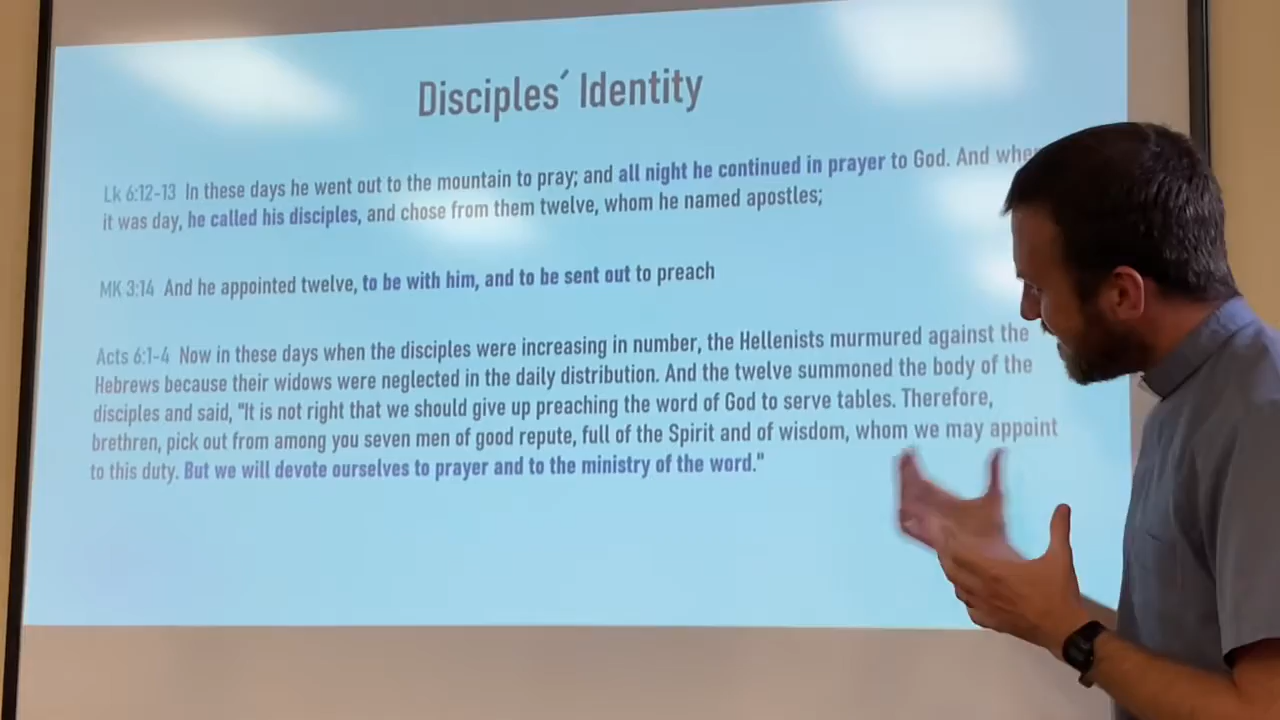 Disciples´ Identity
Lk 6:12-13 In these days he went out to the mountain to pray; and all night he continued in prayer to God. And when
it was day, he called his disciples, and chose from them twelve, whom he named apostles;
MK 3:14 And he appointed twelve, to be with him, and to be sent out to preach
Acts 6:1-4 Now in these days when the disciples were increasing in number, the Hellenists murmured against the
Hebrews because their widows were neglected in the daily distribution. And the twelve summoned the body of the
disciples and said, "It is not right that we should give up preaching the word of God to serve tables. Therefore,
brethren, pick out from among you seven men of good repute, full of the Spirit and of wisdom, whom we may appoint
to this duty. But we will devote ourselves to prayer and to the ministry of the word."